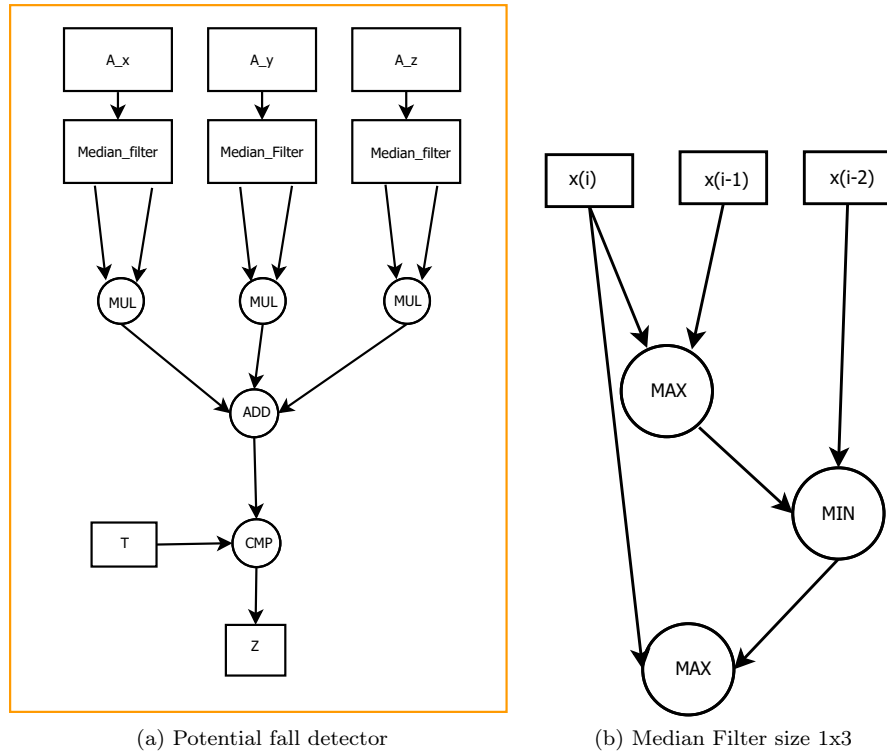 A_x
A_y
A_z
Median_filter
Median_Filter
Median_filter
MUL
MUL
MUL
ADD
T
CMP
Z
(a) Potential fall detector
x(i)
x(i-1)
x(i-2)
MAX
MIN
MAX
(b) Median Filter size 1x3